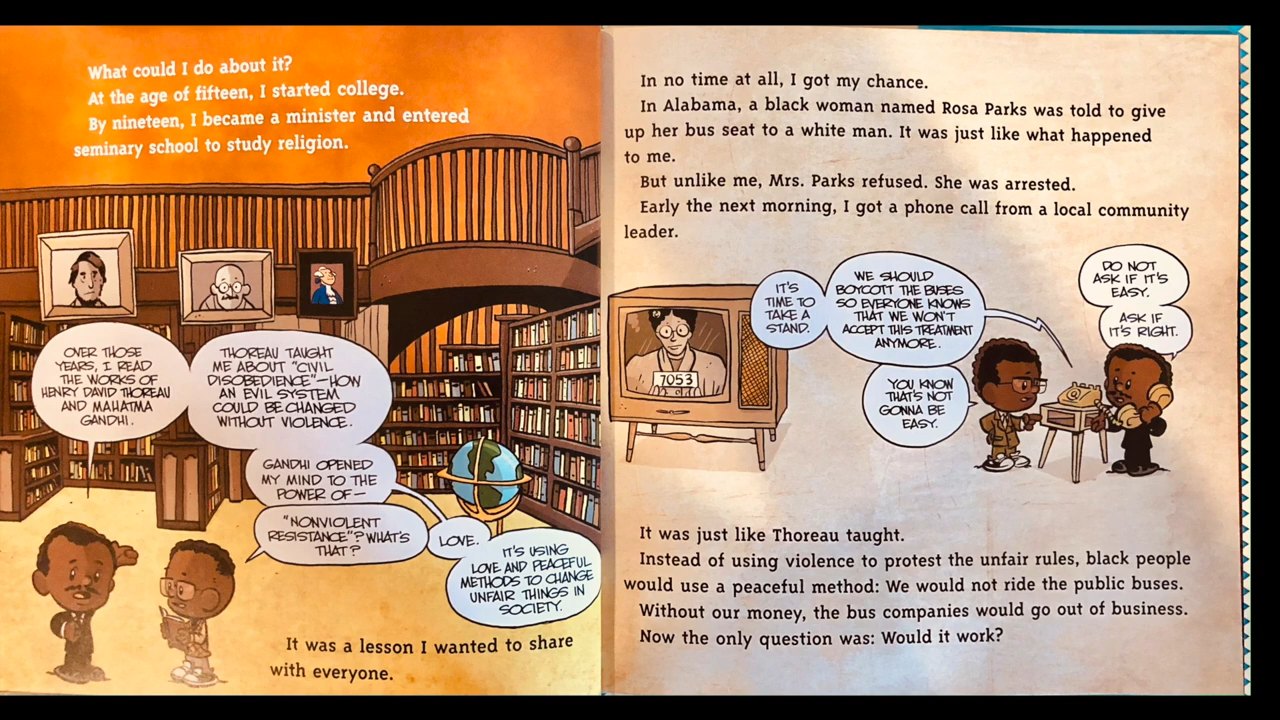 What could I do about it?
At the age of fifteen, I started college.
By nineteen, I became a minister and entered
seminary school to study religion.
OVER THOSE
YEARS, I READ
THE WORKS OF
HENRY DAVID THOREAU
AND MAHATMA
GANDHI.
THOREAU TAUGHT
ME ABOUT "CIVIL
DISOBEDIENCE"—HOW
AN EVIL SYSTEM
COULD BE CHANGED
WITHOUT VIOLENCE.
GANDHI OPENED
MY MIND TO THE
POWER OF—
"NONVIOLENT
RESISTANCE"? WHAT'S
THAT?
LOVE.
IT'S USING
LOVE AND PEACEFUL
METHODS TO CHANGE
UNFAIR THINGS IN
SOCIETY.
It was a lesson I wanted to share
with everyone.
In no time at all, I got my chance.
In Alabama, a black woman named Rosa Parks was told to give
up her bus seat to a white man. It was just like what happened
to me.
But unlike me, Mrs. Parks refused. She was arrested.
Early the next morning, I got a phone call from a local community
leader.
7053
IT'S
TIME TO
TAKE A
STAND.
WE SHOULD
BOYCOTT THE BUSES
SO EVERYONE KNOWS
THAT WE WON'T
ACCEPT THIS TREATMENT
ANYMORE.
YOU KNOW
THAT'S NOT
GONNA BE
EASY.
DO NOT
ASK IF IT'S
EASY.
ASK IF
IT'S RIGHT.
It was just like Thoreau taught.
Instead of using violence to protest the unfair rules, black people
would use a peaceful method: We would not ride the public buses.
Without our money, the bus companies would go out of business.
Now the only question was: Would it work?